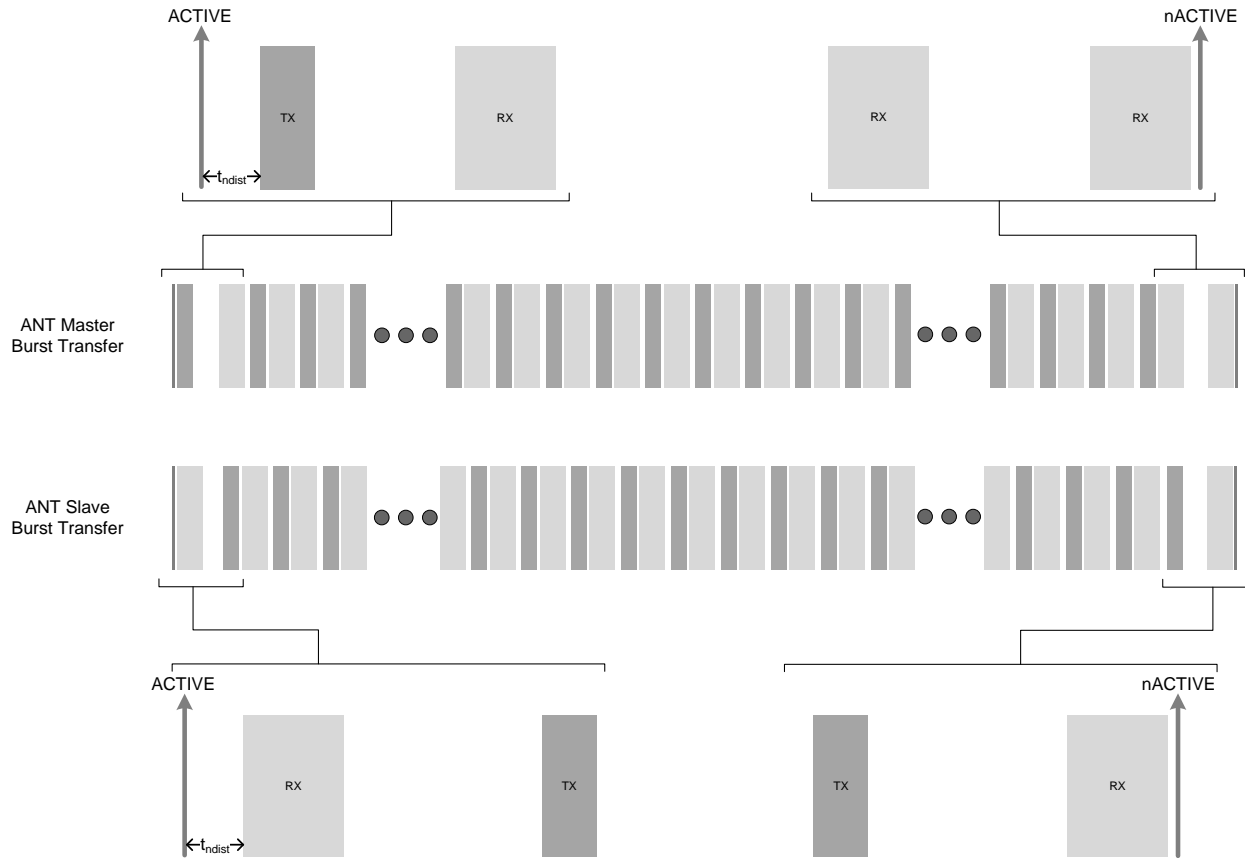 ACTIVE
nACTIVE
TX
RX
RX
RX
tndist
ANT Master
Burst Transfer
ANT Slave
Burst Transfer
ACTIVE
nACTIVE
RX
TX
TX
RX
tndist